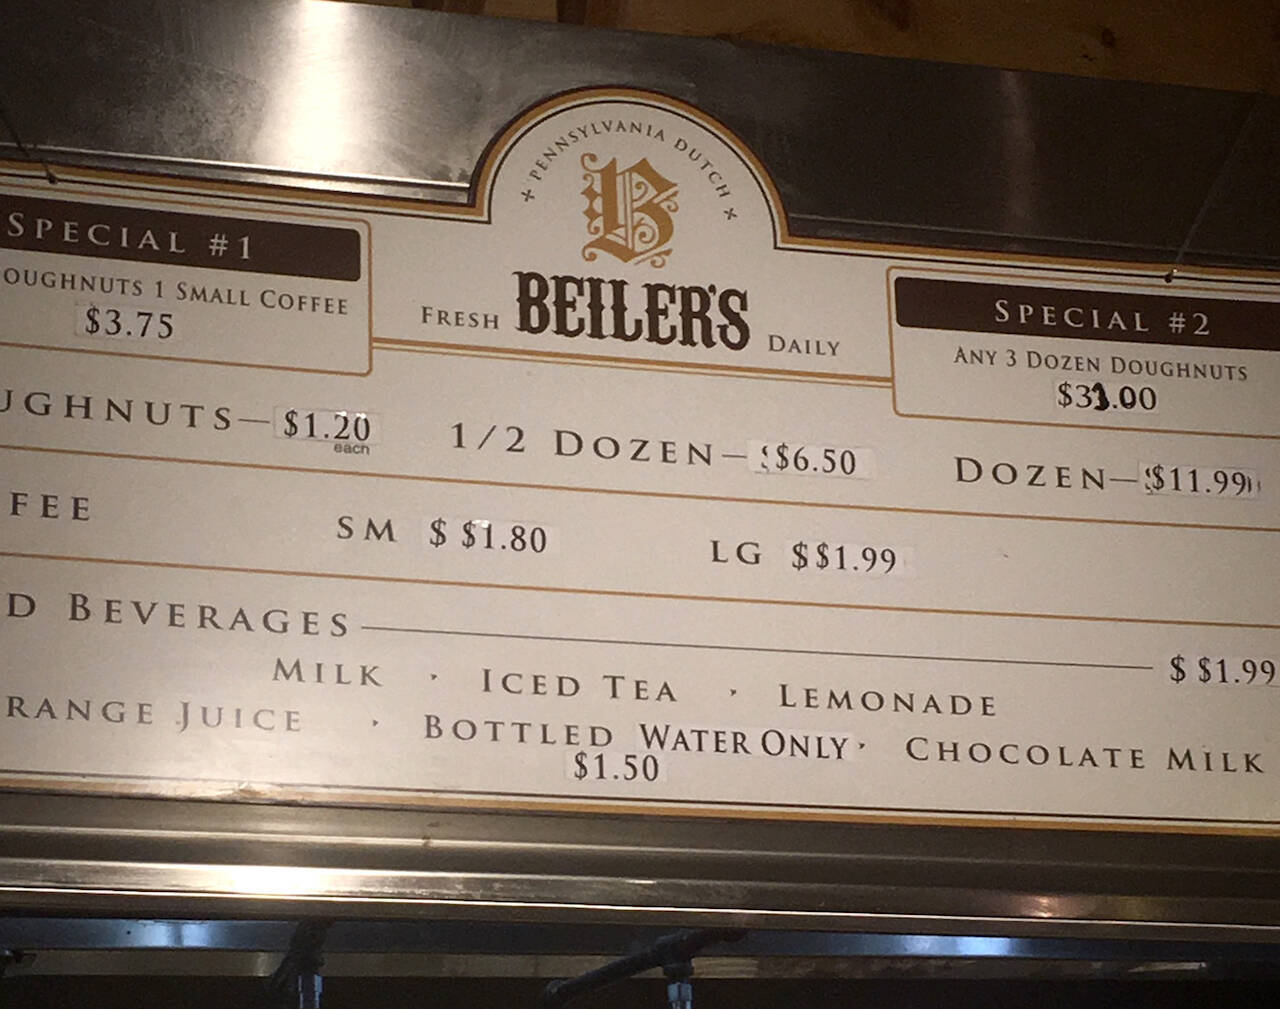 PENNSYLVANIA DUTCH
B
FRESH BEILER'S DAILY
SPECIAL #1
OUGHNUTS 1 SMALL COFFEE
$3.75
SPECIAL #2
ANY 3 DOZEN DOUGHNUTS
$33.00
UGHNUTS—$1.20 each 1/2 DOZEN—$6.50 DOZEN—$11.99
FEE SM $ $1.80 LG $$1.99
D BEVERAGES $ $1.99
MILK · ICED TEA · LEMONADE
RANGE JUICE · BOTTLED WATER ONLY · CHOCOLATE MILK
$1.50